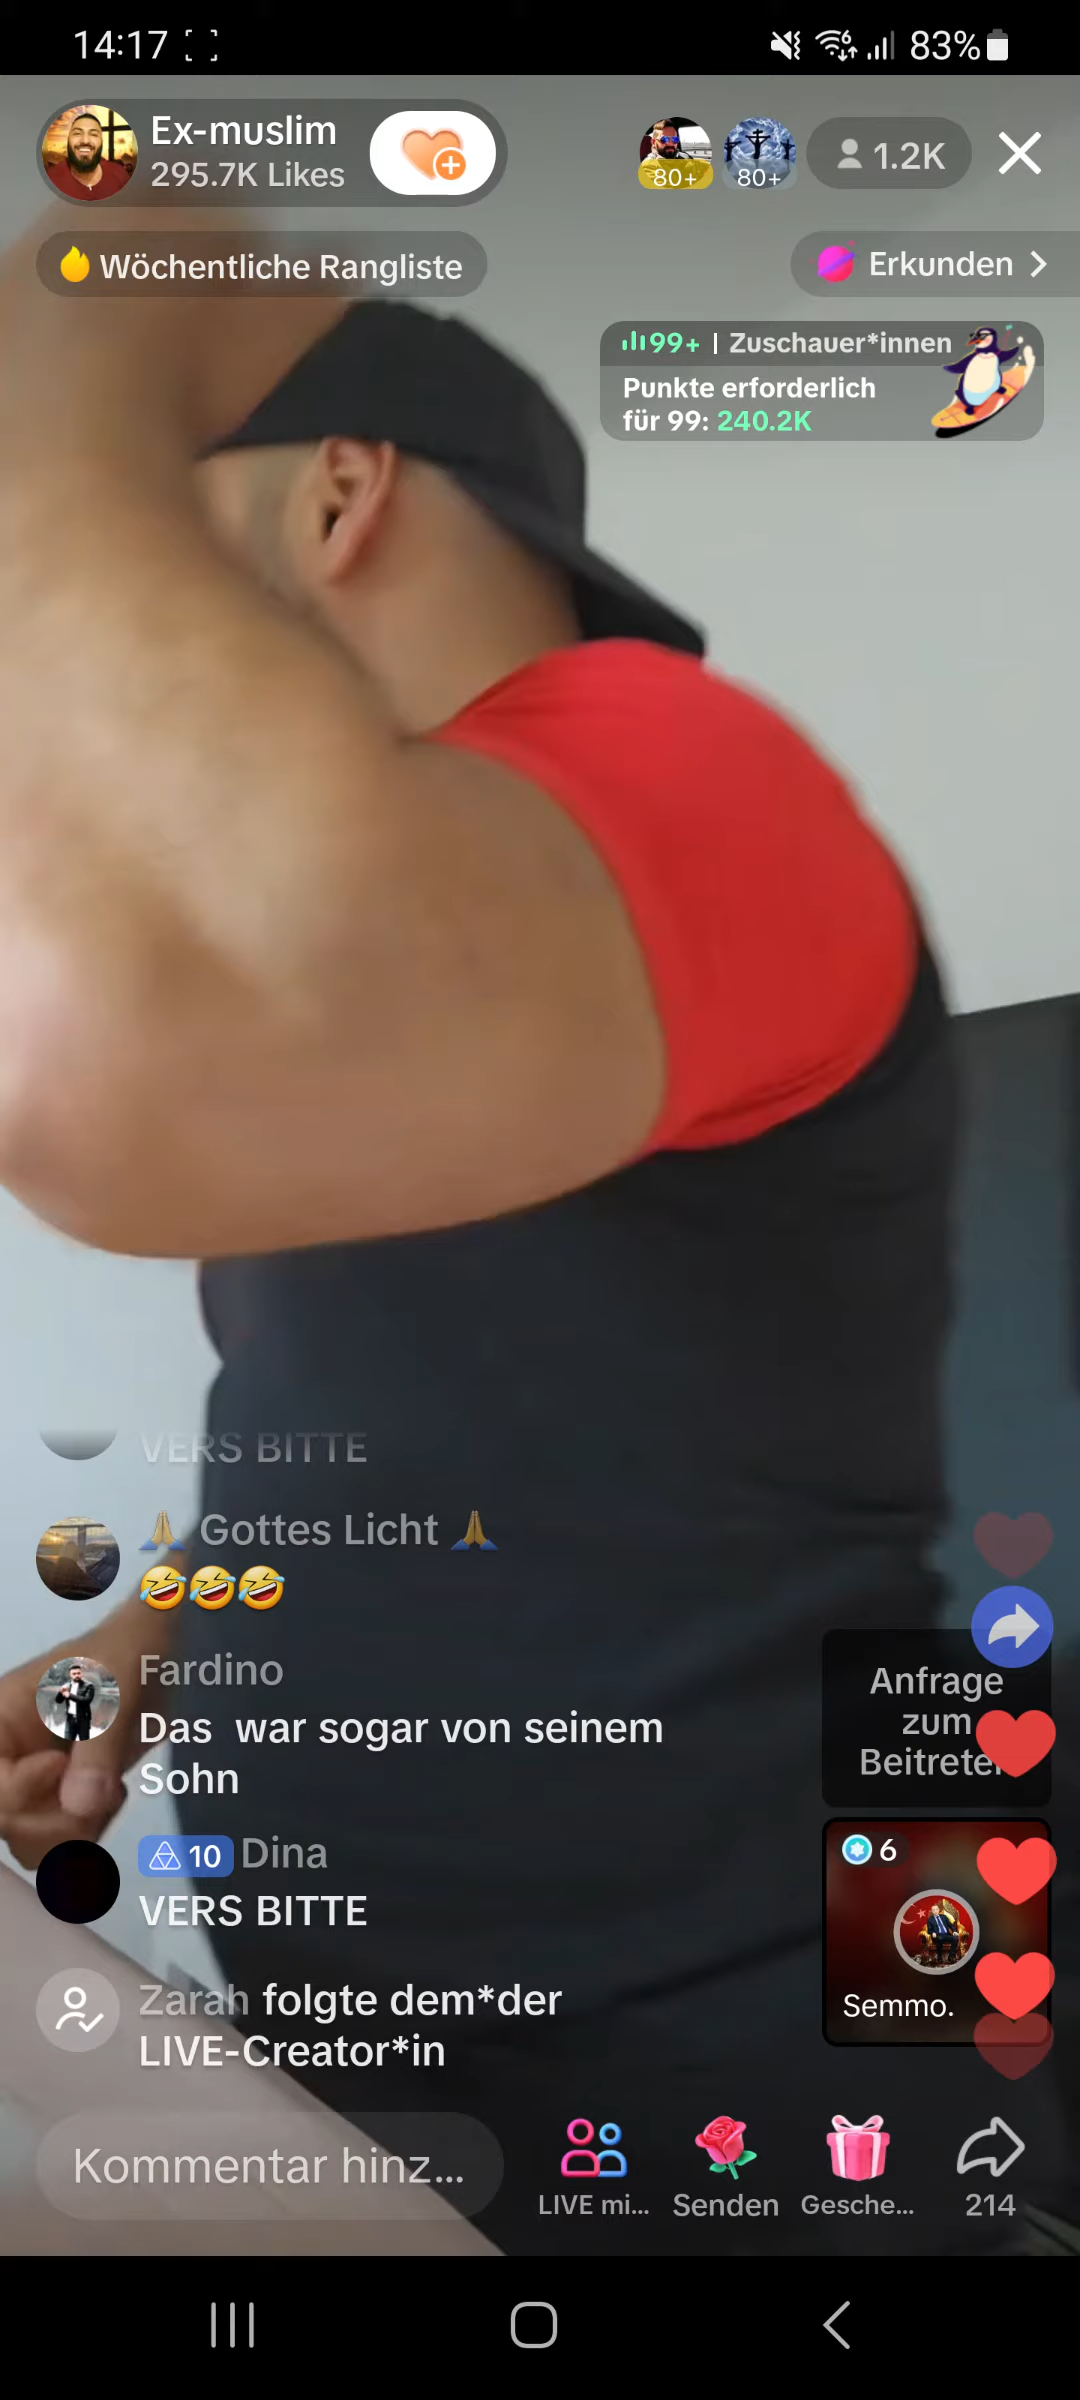 14:17
83%
Ex-muslim
295.7K Likes
80+
80+
1.2K
Wöchentliche Rangliste
Erkunden
99+ | Zuschauer*innen
Punkte erforderlich
für 99: 240.2K
VERS BITTE
🙏 Gottes Licht 🙏
🤣🤣🤣
Fardino
Das war sogar von seinem
Sohn
10 Dina
VERS BITTE
Zarah folgte dem*der
LIVE-Creator*in
Anfrage
zum
6
Semmo.
Kommentar hinz...
LIVE mi...
Senden
Gesche...
214